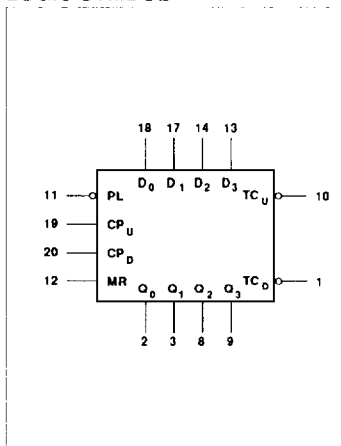 18 17 14 13
D0 D1 D2 D3
11 PL TCU 10
19 CPU
20 CPD
12 MR TCD 1
Q0 Q1 Q2 Q3
2 3 8 9